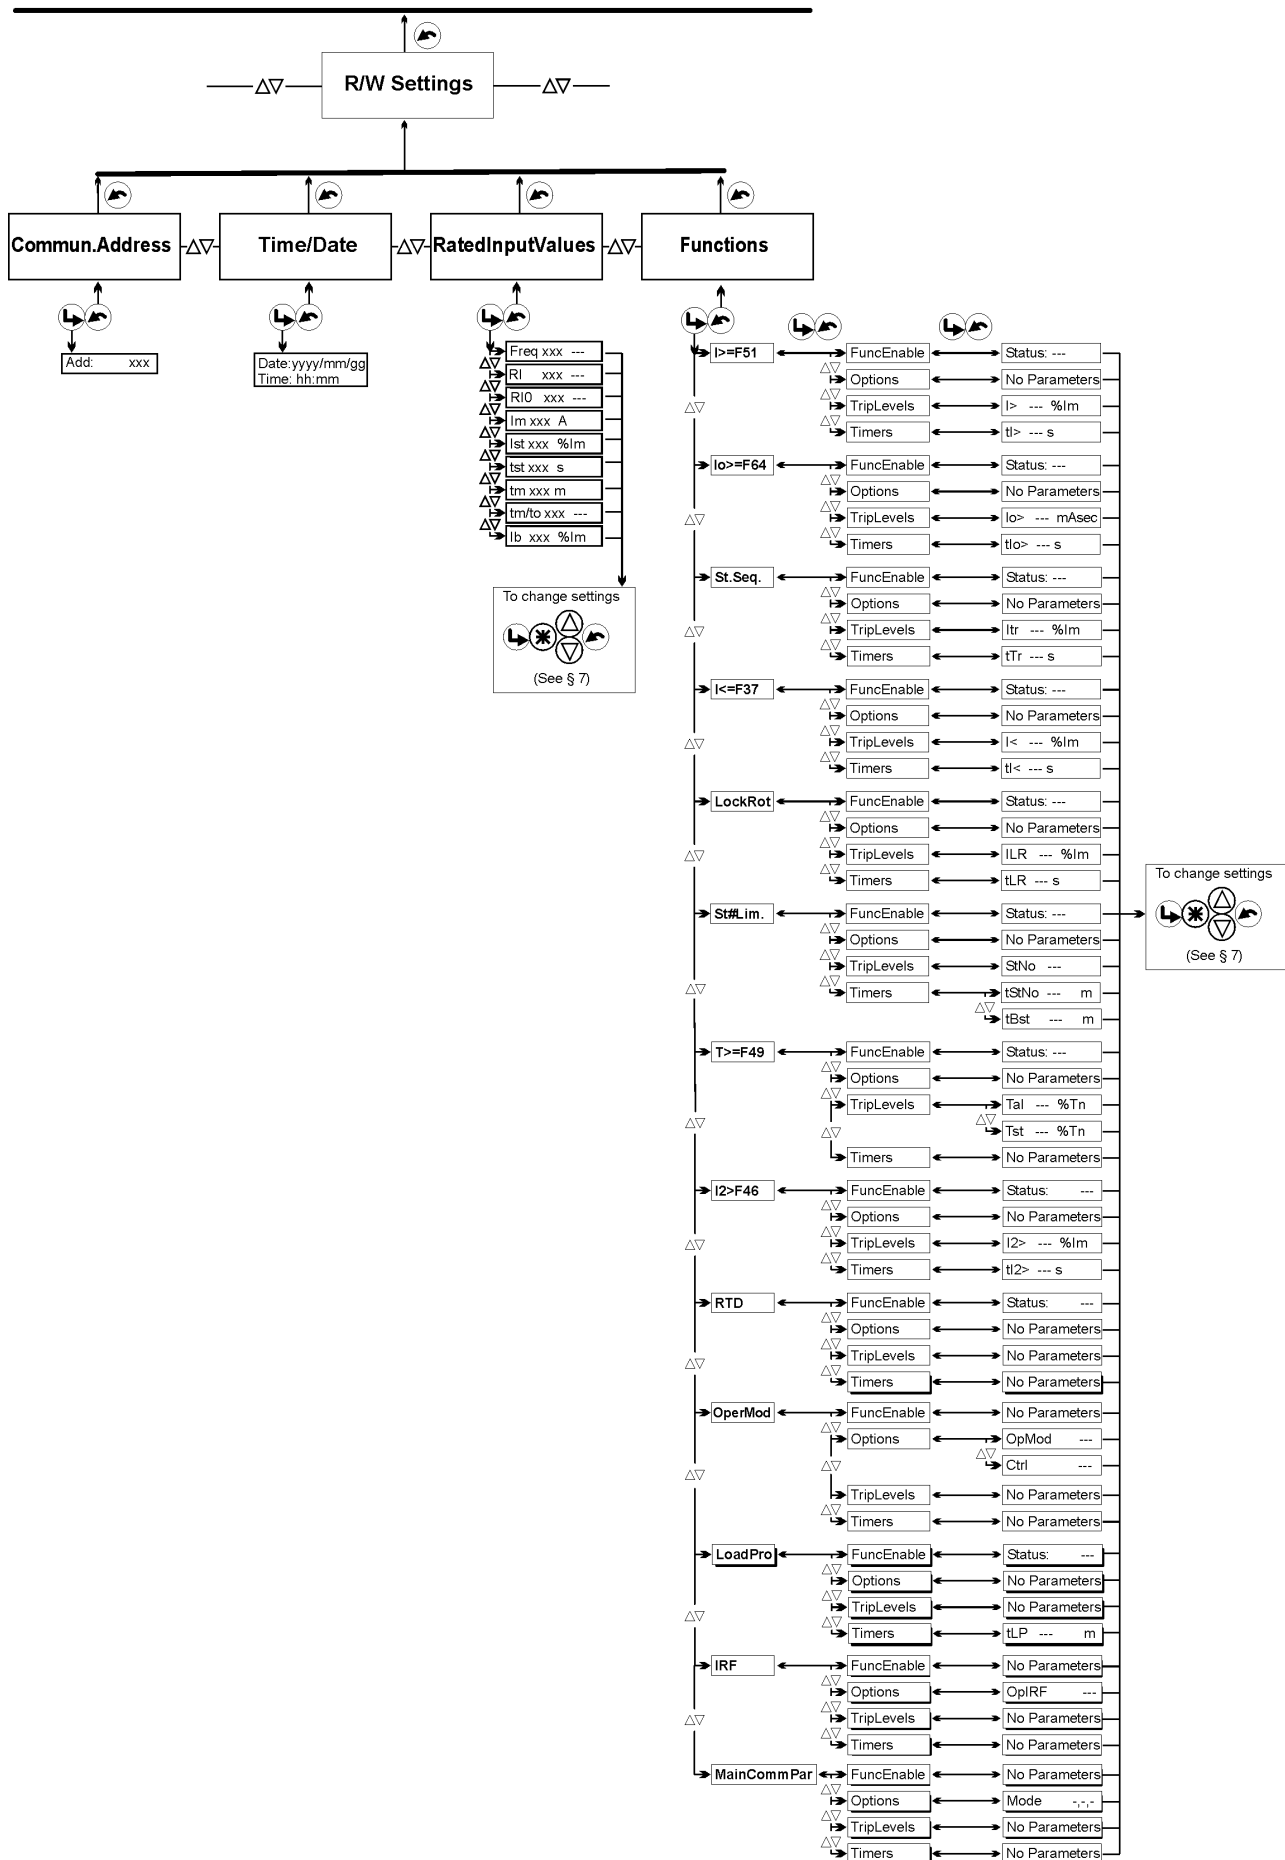 R/W Settings
Commun.Address
Time/Date
RatedInputValues
Functions
Add: xxx
Date:yyyy/mm/gg
Time: hh:mm
Freq xxx ---
RI xxx ---
RI0 xxx ---
Im xxx A
Ist xxx %Im
tst xxx s
tm xxx m
tm/to xxx ---
Ib xxx %Im
To change settings
(See § 7)
I>=F51
FuncEnable
Status: ---
Options
No Parameters
TripLevels
I> --- %Im
Timers
tI> --- s
Io>=F64
FuncEnable
Status: ---
Options
No Parameters
TripLevels
Io> --- mAsec
Timers
tIo> --- s
St.Seq.
FuncEnable
Status: ---
Options
No Parameters
TripLevels
Itr --- %Im
Timers
tTr --- s
I<=F37
FuncEnable
Status: ---
Options
No Parameters
TripLevels
I< --- %Im
Timers
tI< --- s
LockRot
FuncEnable
Status: ---
Options
No Parameters
TripLevels
ILR --- %Im
Timers
tLR --- s
St#Lim.
FuncEnable
Status: ---
Options
No Parameters
TripLevels
StNo ---
Timers
tStNo --- m
tBst --- m
To change settings
(See § 7)
T>=F49
FuncEnable
Status: ---
Options
No Parameters
TripLevels
Tal --- %Tn
Tst --- %Tn
Timers
No Parameters
I2>F46
FuncEnable
Status: ---
Options
No Parameters
TripLevels
I2> --- %Im
Timers
tI2> --- s
RTD
FuncEnable
Status: ---
Options
No Parameters
TripLevels
No Parameters
Timers
No Parameters
OperMod
FuncEnable
No Parameters
Options
OpMod ---
Ctrl ---
TripLevels
No Parameters
Timers
No Parameters
LoadPro
FuncEnable
Status: ---
Options
No Parameters
TripLevels
No Parameters
Timers
tLP --- m
IRF
FuncEnable
No Parameters
Options
OpIRF ---
TripLevels
No Parameters
Timers
No Parameters
MainCommPar
FuncEnable
No Parameters
Options
Mode -,-,-
TripLevels
No Parameters
Timers
No Parameters